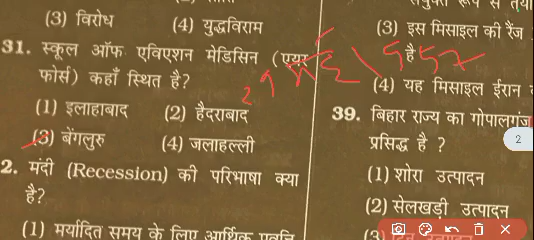 (3) विरोध (4) युद्धविराम
31. स्कूल ऑफ एविएशन मेडिसिन (एयर
फोर्स) कहाँ स्थित है?
(1) इलाहाबाद (2) हैदराबाद
(3) बेंगलुरु (4) जलाहल्ली
2. मंदी (Recession) की परिभाषा क्या
है?
(1) मर्यादित समय के लिए आर्थिक
(3) इस मिसाइल की रेंज
है
(4) यह मिसाइल ईरान
39. बिहार राज्य का गोपालगंज
प्रसिद्ध है ?
(1) शोरा उत्पादन
(2) सेलखड़ी उत्पादन
2